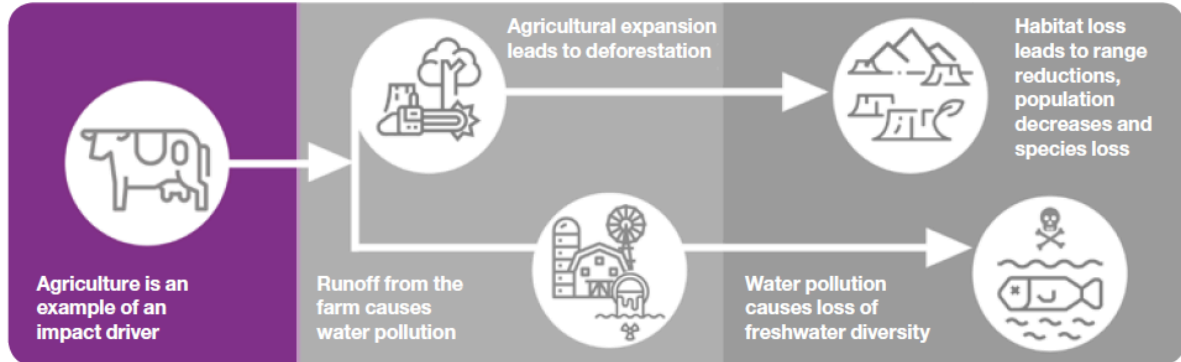 Agriculture is an
example of an
impact driver
Agricultural expansion
leads to deforestation
Runoff from the
farm causes
water pollution
Habitat loss
leads to range
reductions,
population
decreases and
species loss
Water pollution
causes loss of
freshwater diversity